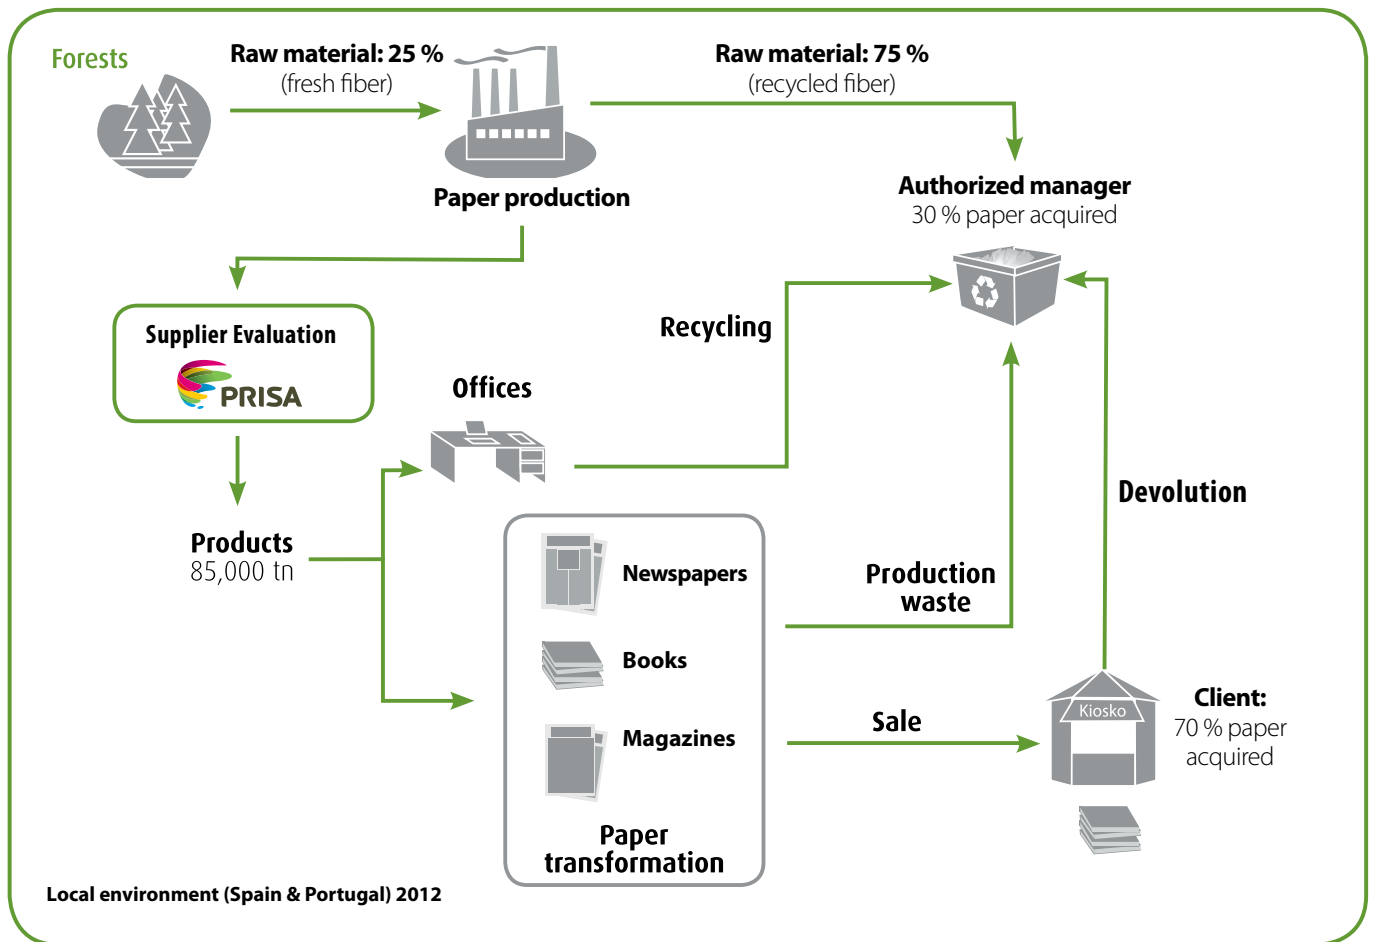 Forests
Raw material: 25 %
(fresh fiber)
Raw material: 75 %
(recycled fiber)
Paper production
Authorized manager
30 % paper acquired
Supplier Evaluation
PRISA
Recycling
Offices
Devolution
Products
85,000 tn
Newspapers
Production
waste
Books
Client:
70 % paper
acquired
Kiosko
Sale
Magazines
Paper
transformation
Local environment (Spain & Portugal) 2012